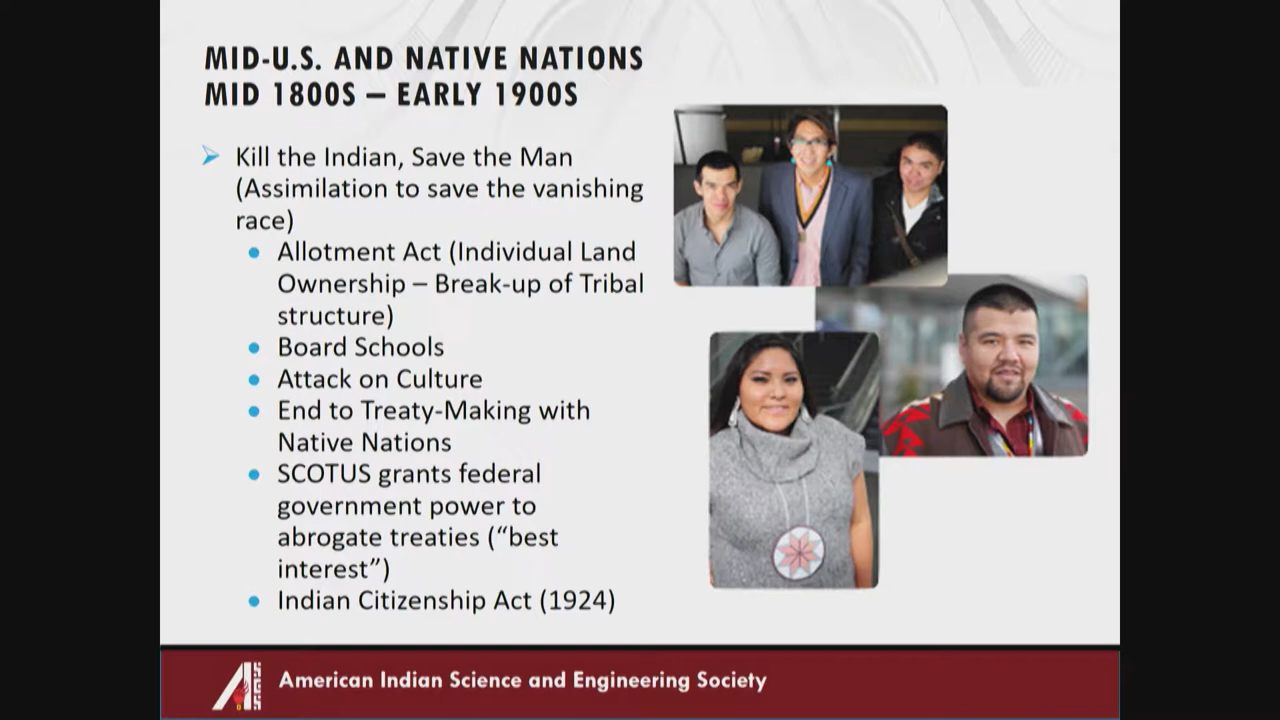 MID-U.S. AND NATIVE NATIONS
MID 1800S – EARLY 1900S
Kill the Indian, Save the Man
(Assimilation to save the vanishing
race)
Allotment Act (Individual Land
Ownership – Break-up of Tribal
structure)
Board Schools
Attack on Culture
End to Treaty-Making with
Native Nations
SCOTUS grants federal
government power to
abrogate treaties (“best
interest”)
Indian Citizenship Act (1924)
American Indian Science and Engineering Society